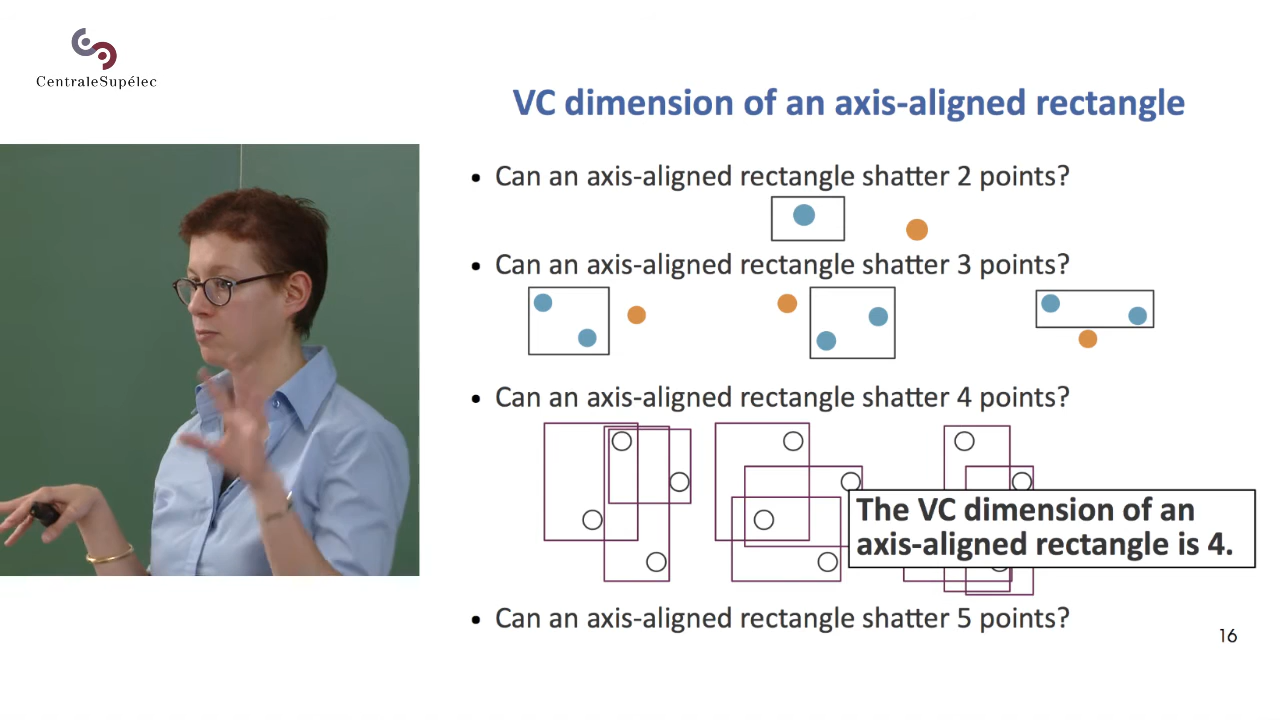 CentraleSupélec
VC dimension of an axis-aligned rectangle
• Can an axis-aligned rectangle shatter 2 points?
• Can an axis-aligned rectangle shatter 3 points?
• Can an axis-aligned rectangle shatter 4 points?
The VC dimension of an
axis-aligned rectangle is 4.
• Can an axis-aligned rectangle shatter 5 points?
16